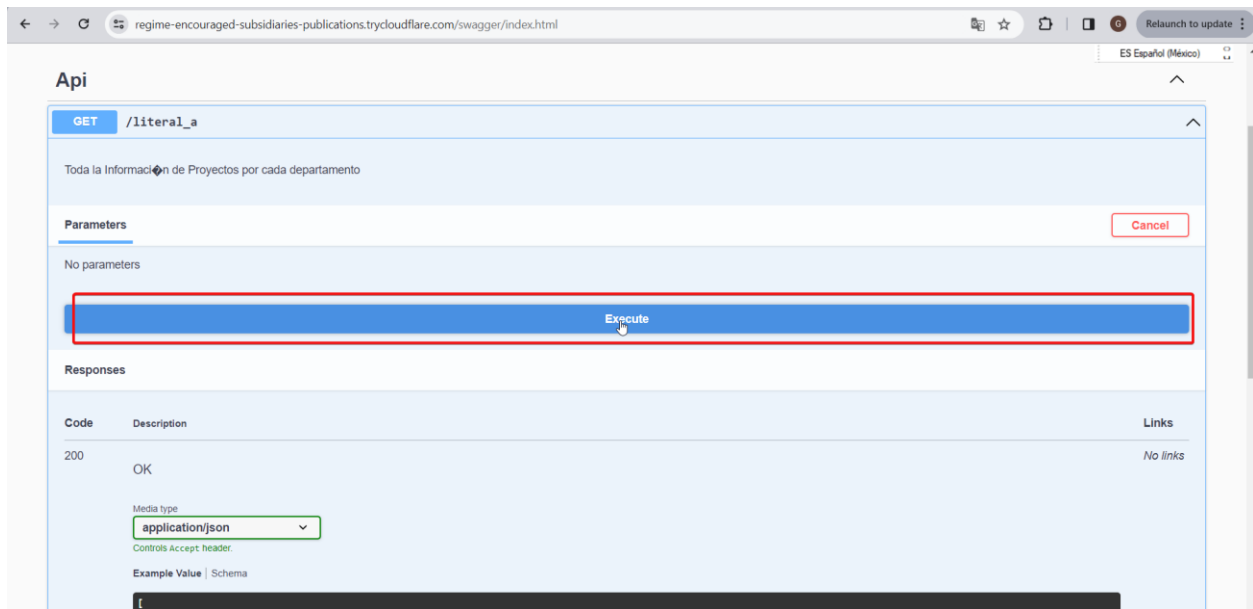 regime-encouraged-subsidiaries-publications.trycloudflare.com/swagger/index.html
G
Relaunch to update
ES Español (México)
Api
GET /literal_a
Toda la Informaci�n de Proyectos por cada departamento
Parameters
Cancel
No parameters
Execute
Responses
Code Description Links
200 OK No links
Media type
application/json
Controls Accept header.
Example Value | Schema
[